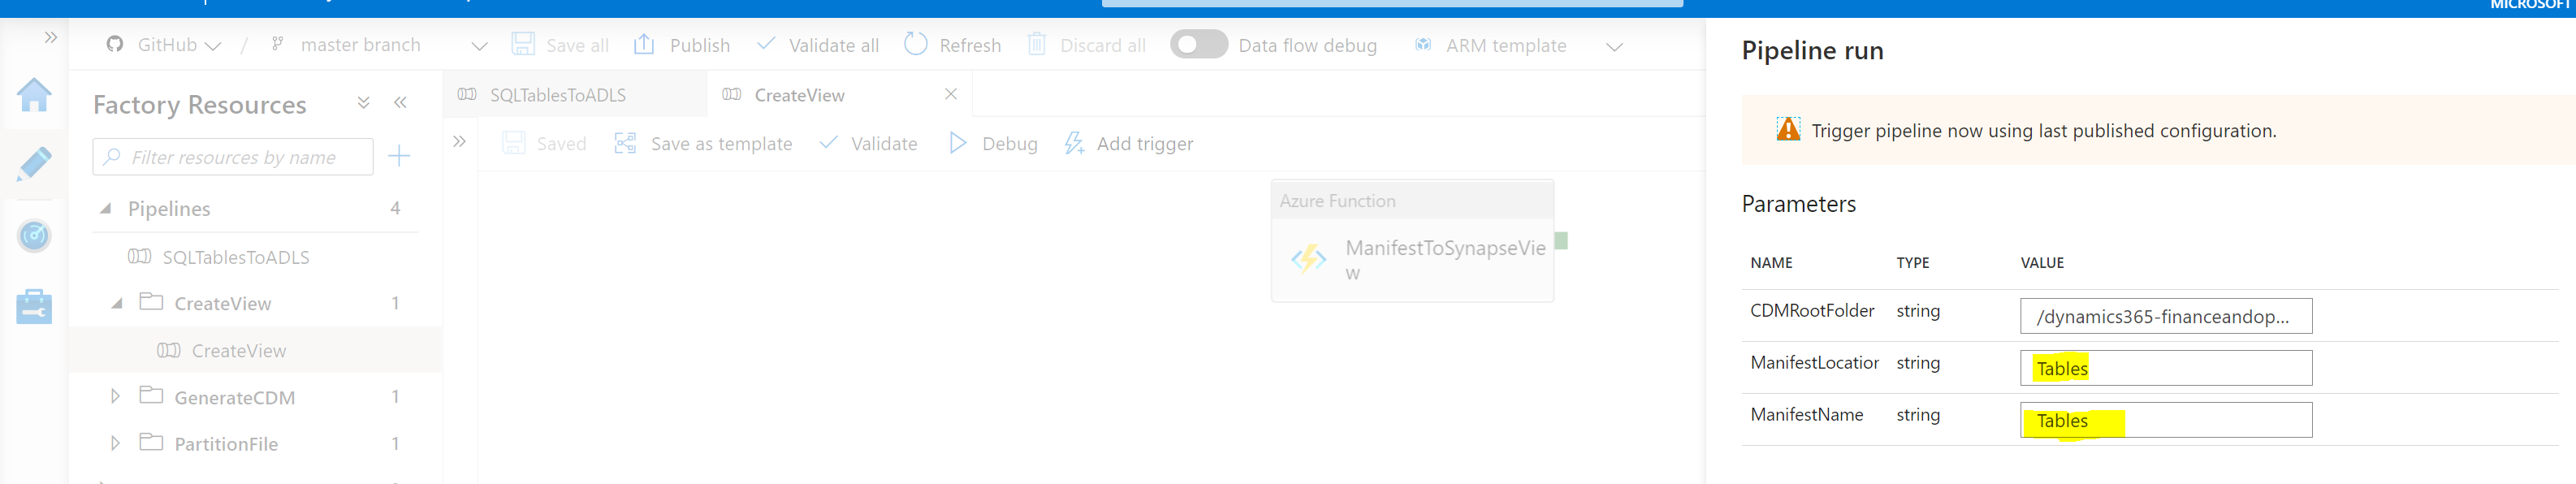 MICROSOFT
GitHub / master branch Save all Publish Validate all Refresh Discard all Data flow debug ARM template
Factory Resources
Filter resources by name
Pipelines 4
SQLTablesToADLS
CreateView 1
CreateView
GenerateCDM 1
PartitionFile 1
SQLTablesToADLS CreateView
Saved Save as template Validate Debug Add trigger
Azure Function
ManifestToSynapseVie
w
Pipeline run
Trigger pipeline now using last published configuration.
Parameters
NAME TYPE VALUE
CDMRootFolder string /dynamics365-financeandop...
ManifestLocation string Tables
ManifestName string Tables